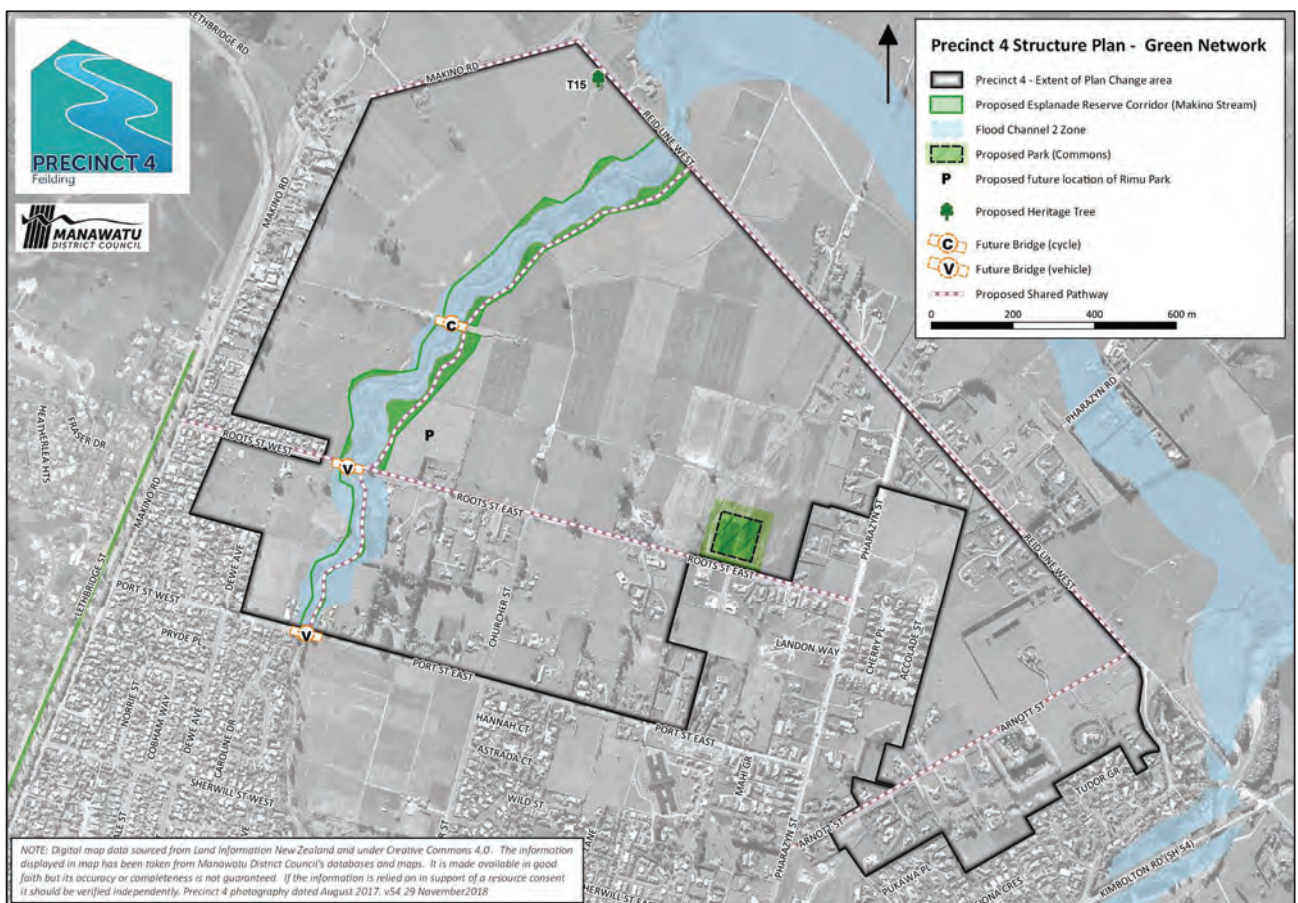 PRECINCT 4
Feilding
MANAWATU
DISTRICT COUNCIL
Precinct 4 Structure Plan - Green Network
Precinct 4 - Extent of Plan Change area
Proposed Esplanade Reserve Corridor (Makino Stream)
Flood Channel 2 Zone
Proposed Park (Commons)
P Proposed future location of Rimu Park
Proposed Heritage Tree
C Future Bridge (cycle)
V Future Bridge (vehicle)
Proposed Shared Pathway
0 200 400 600 m
LETHBRIDGE RD
MAKINO RD
T15
REID LINE WEST
MAKINO RD
C
PHARAZYN RD
HEATHERLEA HTS
FRASER DR
ROOTS ST WEST
P
V
MAKINO RD
LETHBRIDGE ST
ROOTS ST EAST
PHARAZYN ST
ROOTS ST EAST
REID LINE WEST
DEWE AVE
PORT ST WEST
CHURCHER ST
PRYDE PL
V
LANDON WAY
CHERRY PL
ACCOLADE ST
PORT ST EAST
NORRIE ST
COBHAM WAY
DEWE AVE
CAROLINE DR
HANNAH CT
PORT ST EAST
ARNOTT ST
ASTRADA CT
MAHI GR
SHERWILL ST WEST
WILD ST
TUDOR GR
PHARAZYN ST
ARNOTT ST
PUKAWA PL
KIMBOLTON RD (SH 54)
SHERWILL ST EAST
NOTE: Digital map data sourced from Land Information New Zealand and under Creative Commons 4.0 . The information
displayed in map has been taken from Manawatu District Council's databases and maps. It is made available in good
faith but its accuracy or completeness is not guaranteed. If the information is relied on in support of a resource consent
it should be verified independently. Precinct 4 photography dated August 2017. v54 29 November2018